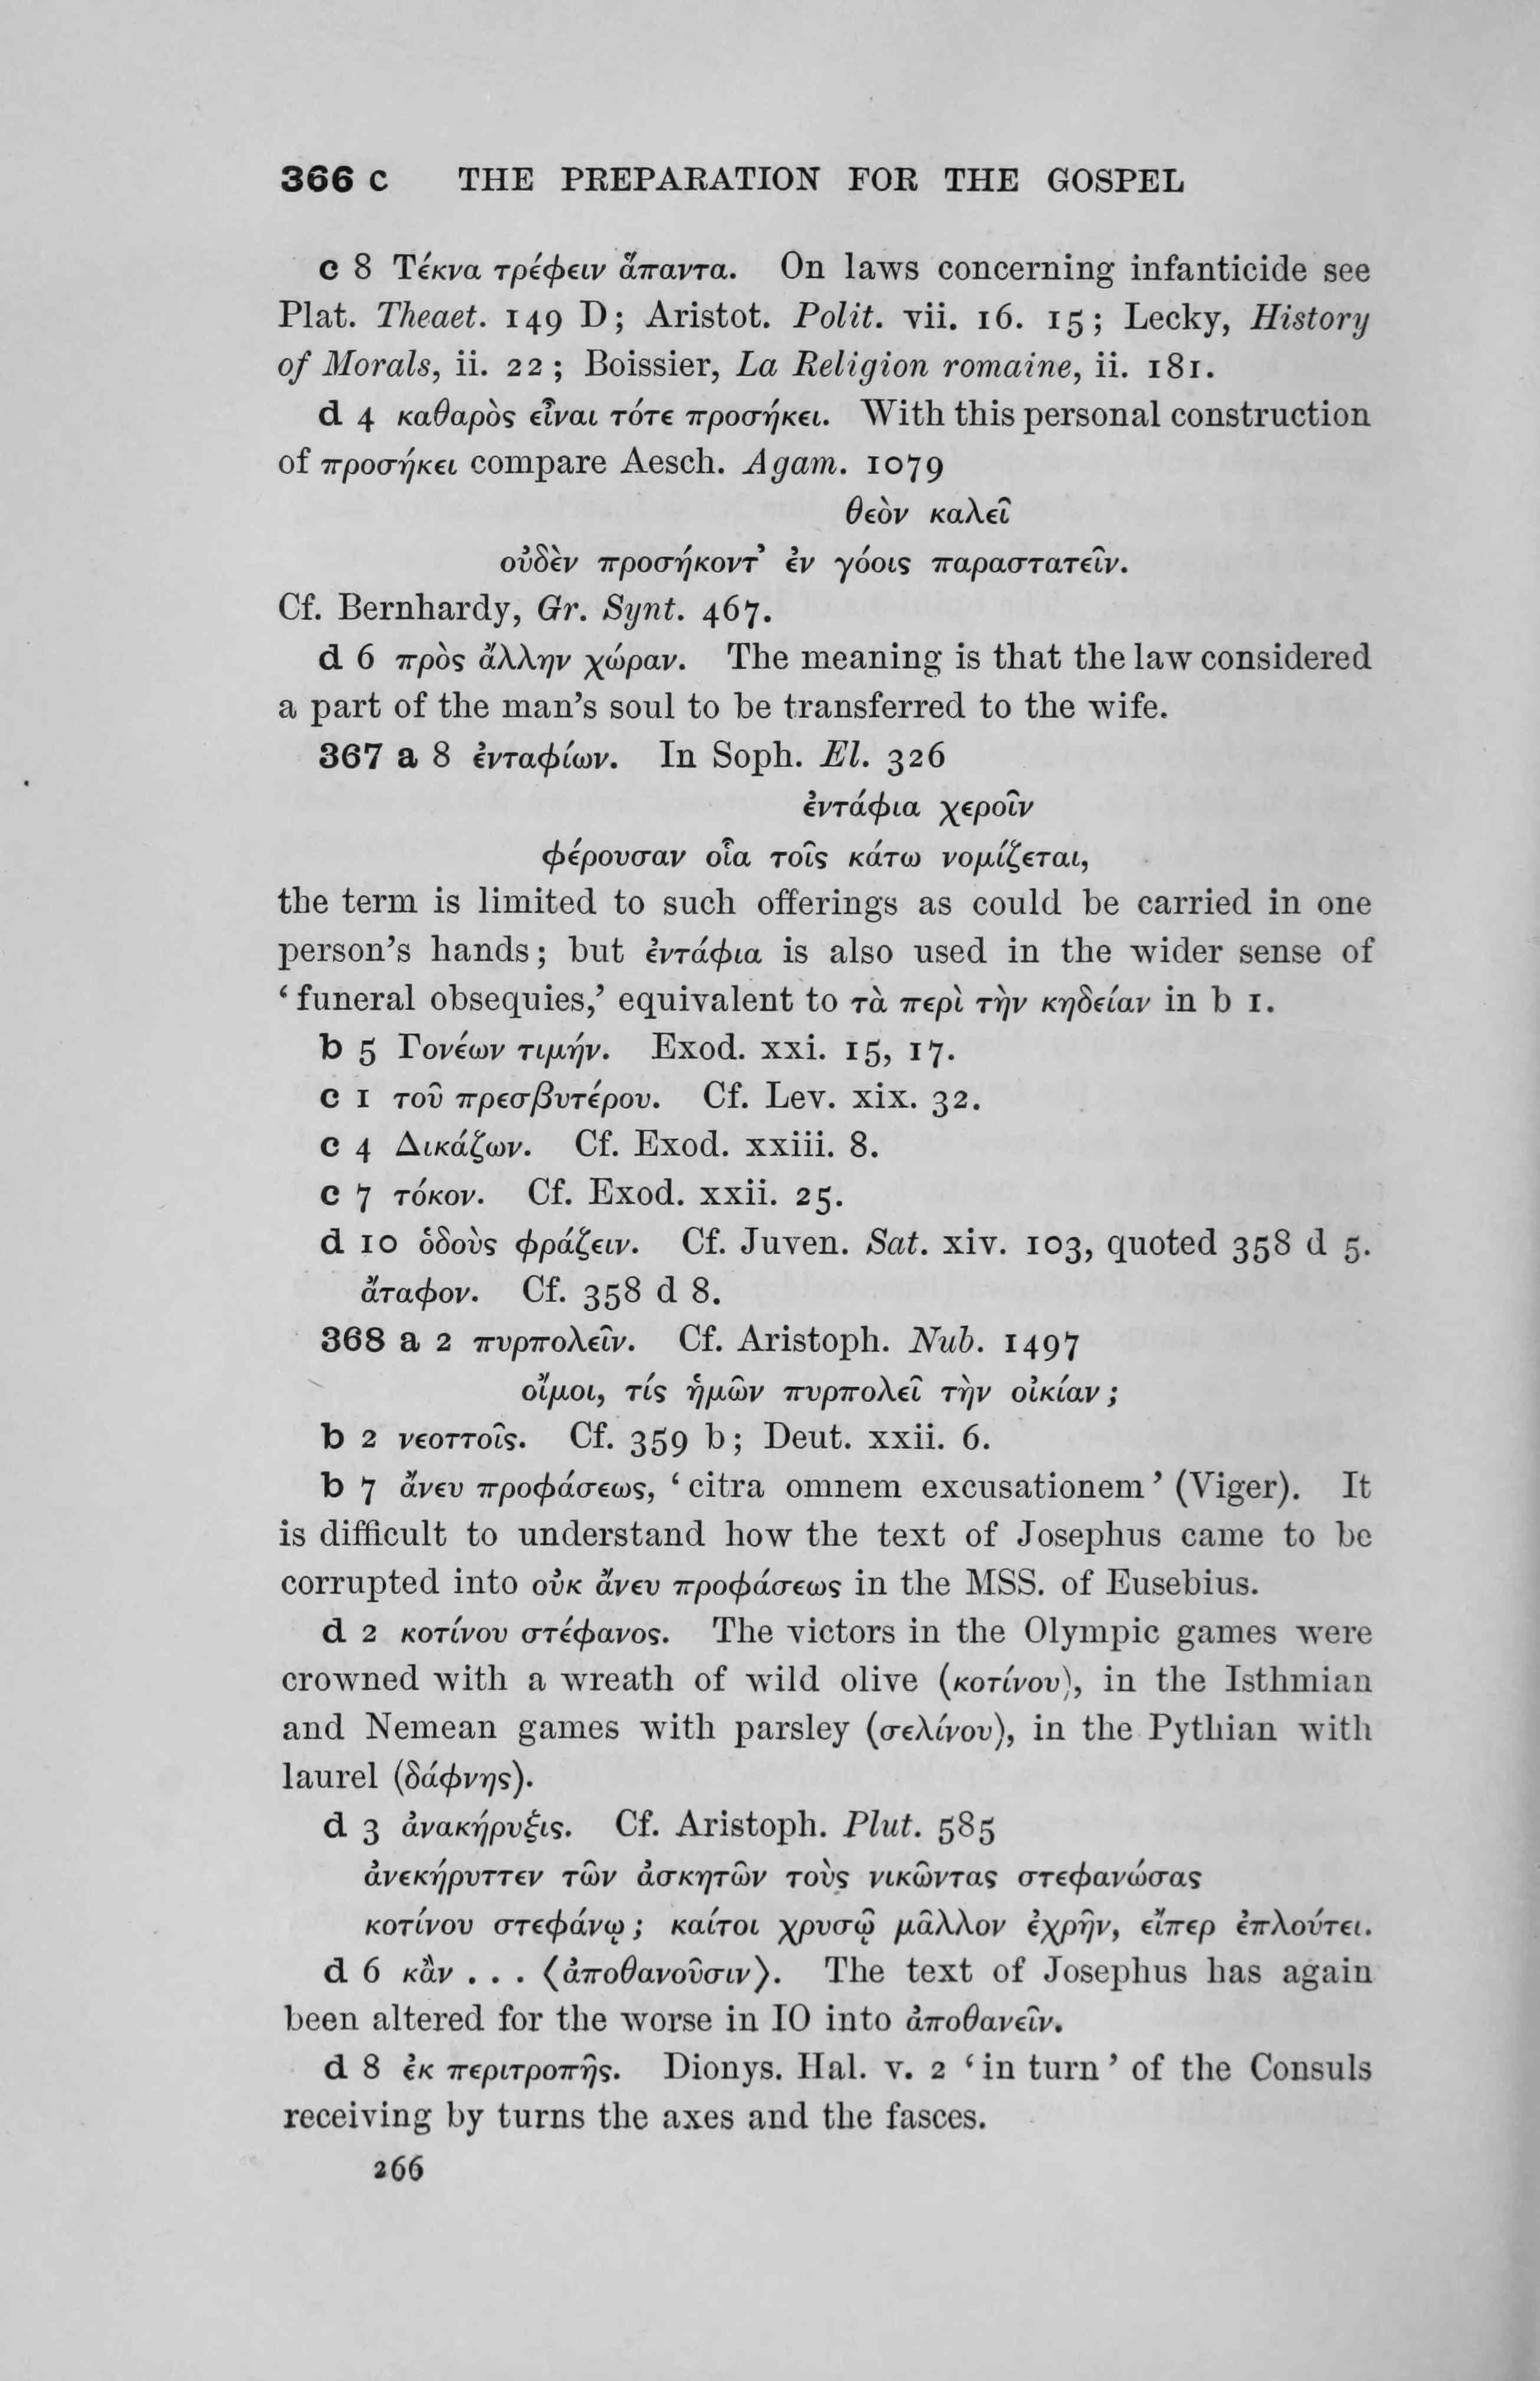 366 c THE PREPARATION FOR THE GOSPEL
c 8 Τέκνα τρέφειν ἅπαντα. On laws concerning infanticide see
Plat. Theaet. 149 D; Aristot. Polit. vii. 16. 15; Lecky, History
of Morals, ii. 22; Boissier, La Religion romaine, ii. 181.
d 4 καθαρὸς εἶναι τότε προσήκει. With this personal construction
of προσήκει compare Aesch. Agam. 1079
θεὸν καλεῖ
οὐδὲν προσήκοντ’ ἐν γόοις παραστατεῖν.
Cf. Bernhardy, Gr. Synt. 467.
d 6 πρὸς ἄλλην χώραν. The meaning is that the law considered
a part of the man’s soul to be transferred to the wife.
367 a 8 ἐνταφίων. In Soph. El. 326
ἐντάφια χεροῖν
φέρουσαν οἷα τοῖς κάτω νομίζεται,
the term is limited to such offerings as could be carried in one
person’s hands; but ἐντάφια is also used in the wider sense of
‘funeral obsequies,’ equivalent to τὰ περὶ τὴν κηδείαν in b 1.
b 5 Γονέων τιμήν. Exod. xxi. 15, 17.
c 1 τοῦ πρεσβυτέρου. Cf. Lev. xix. 32.
c 4 Δικάζων. Cf. Exod. xxiii. 8.
c 7 τόκον. Cf. Exod. xxii. 25.
d 10 ὁδοὺς φράζειν. Cf. Juven. Sat. xiv. 103, quoted 358 d 5.
ἄταφον. Cf. 358 d 8.
368 a 2 πυρπολεῖν. Cf. Aristoph. Nub. 1497
οἴμοι, τίς ἡμῶν πυρπολεῖ τὴν οἰκίαν;
b 2 νεοττοῖς. Cf. 359 b; Deut. xxii. 6.
b 7 ἄνευ προφάσεως, ‘citra omnem excusationem’ (Viger). It
is difficult to understand how the text of Josephus came to be
corrupted into οὐκ ἄνευ προφάσεως in the MSS. of Eusebius.
d 2 κοτίνου στέφανος. The victors in the Olympic games were
crowned with a wreath of wild olive (κοτίνου), in the Isthmian
and Nemean games with parsley (σελίνου), in the Pythian with
laurel (δάφνης).
d 3 ἀνακήρυξις. Cf. Aristoph. Plut. 585
ἀνεκήρυττεν τῶν ἀσκητῶν τοὺς νικῶντας στεφανώσας
κοτίνου στεφάνῳ; καίτοι χρυσῷ μᾶλλον ἐχρῆν, εἴπερ ἐπλούτει.
d 6 κἂν . . . ⟨ἀποθανοῦσιν⟩. The text of Josephus has again
been altered for the worse in IO into ἀποθανεῖν.
d 8 ἐκ περιτροπῆς. Dionys. Hal. v. 2 ‘in turn’ of the Consuls
receiving by turns the axes and the fasces.
266